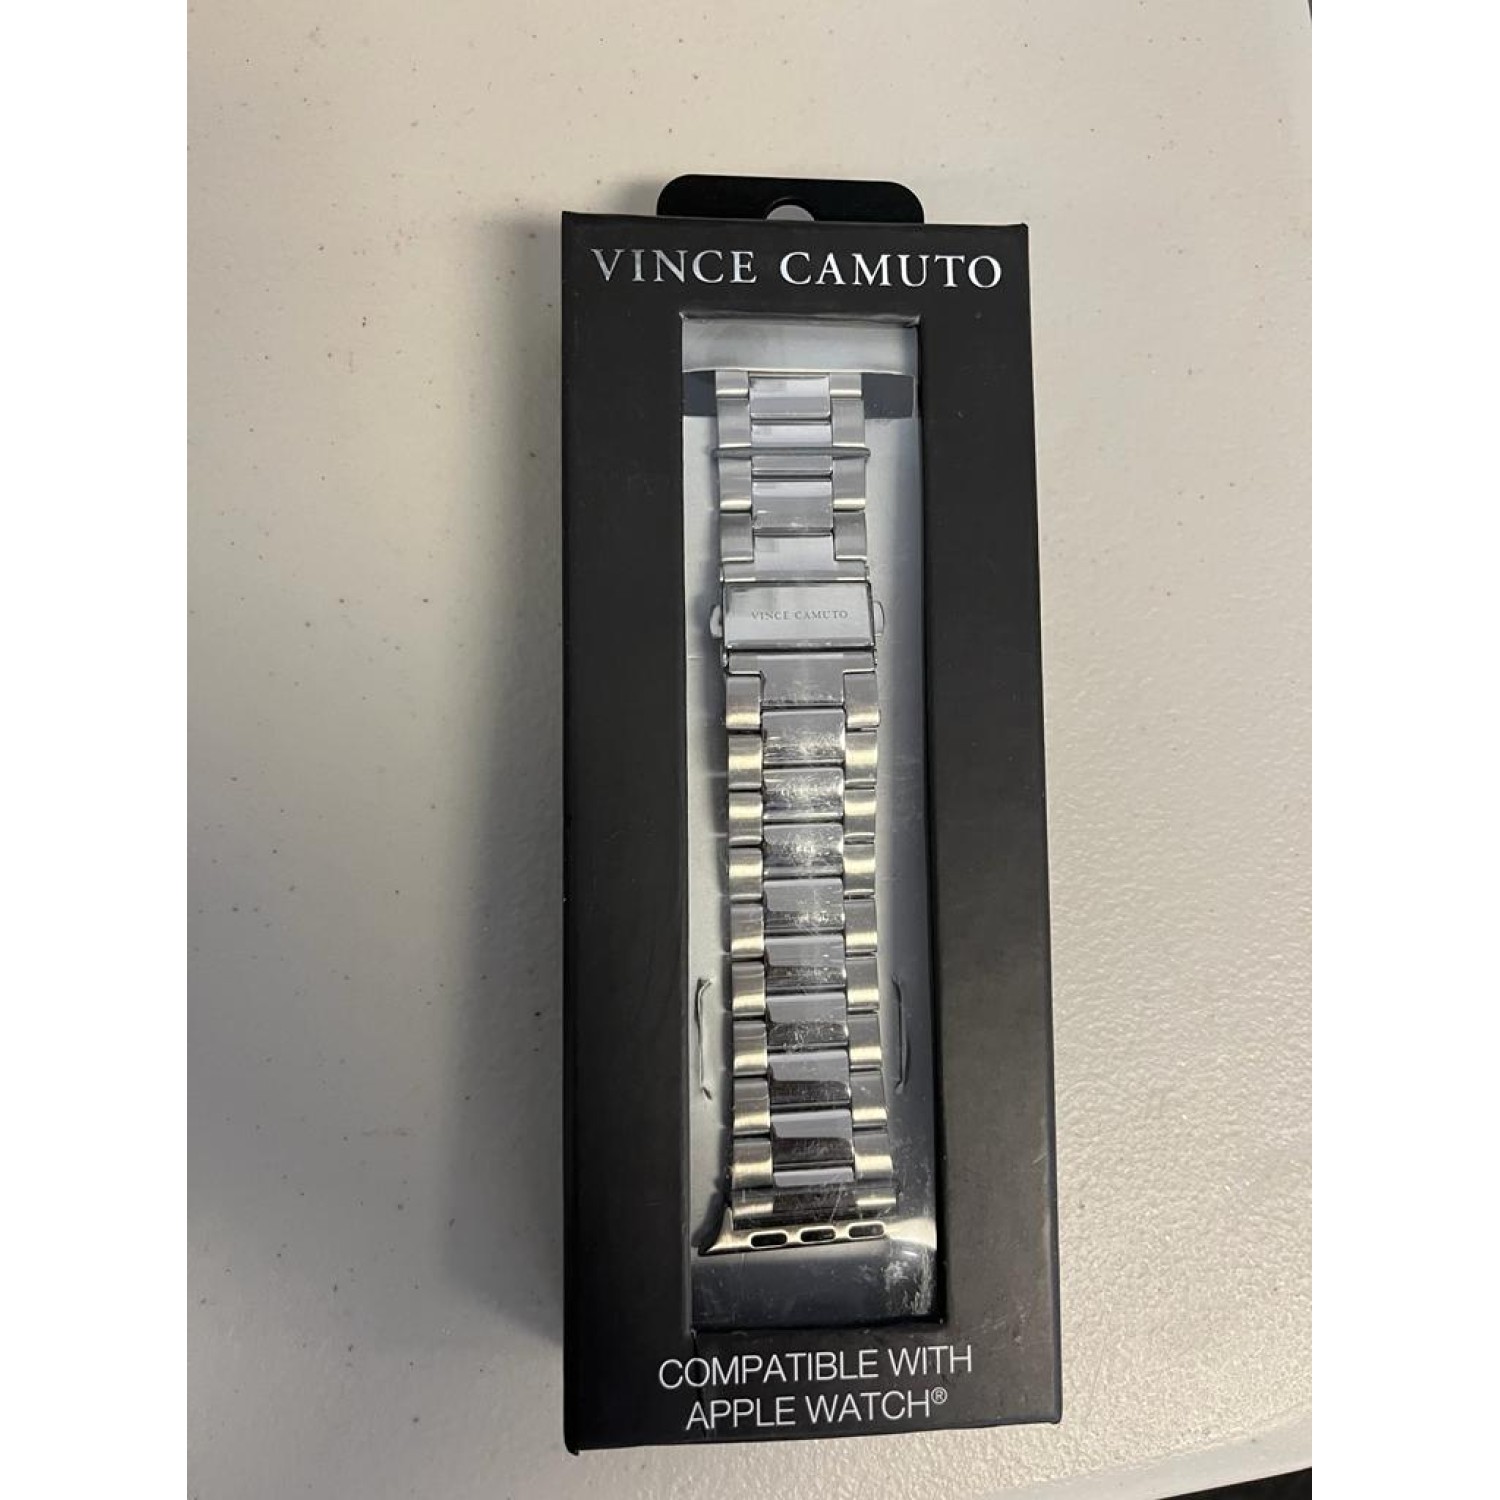 VINCE CAMUTO
VINCE CAMUTO
COMPATIBLE WITH
APPLE WATCH®